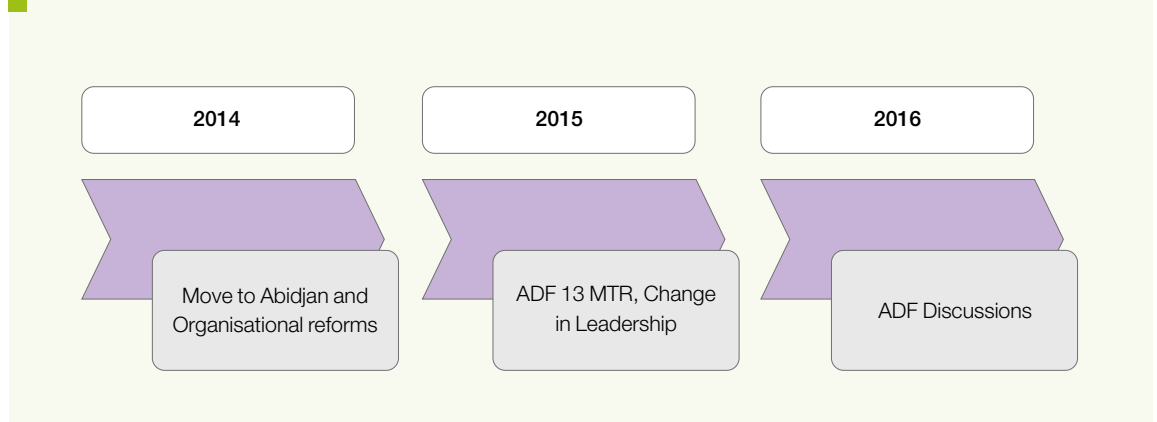 2014
2015
2016
Move to Abidjan and
Organisational reforms
ADF 13 MTR, Change
in Leadership
ADF Discussions